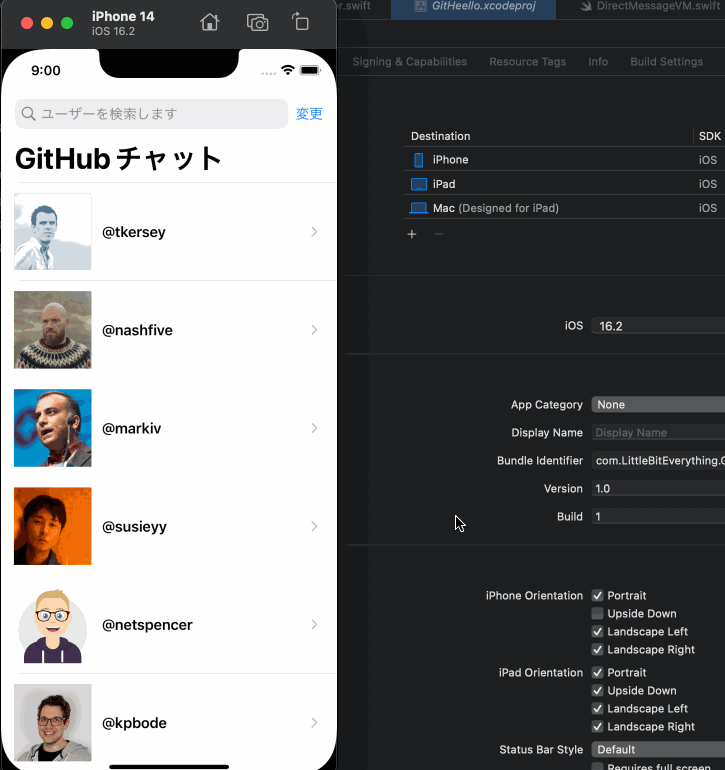 iPhone 14
iOS 16.2
9:00
ユーザーを検索します
変更
GitHub チャット
@tkersey
@nashfive
@markiv
@susieyy
@netspencer
@kpbode
r.swift
GitHeello.xcodeproj
DirectMessageVM.swift
Signing & Capabilities
Resource Tags
Info
Build Settings
Destination
SDK
iPhone
iOS
iPad
iOS
Mac (Designed for iPad)
iOS
iOS
16.2
App Category
None
Display Name
Display Name
Bundle Identifier
com.LittleBitEverything.
Version
1.0
Build
1
iPhone Orientation
Portrait
Upside Down
Landscape Left
Landscape Right
iPad Orientation
Portrait
Upside Down
Landscape Left
Landscape Right
Status Bar Style
Default
Requires full screen